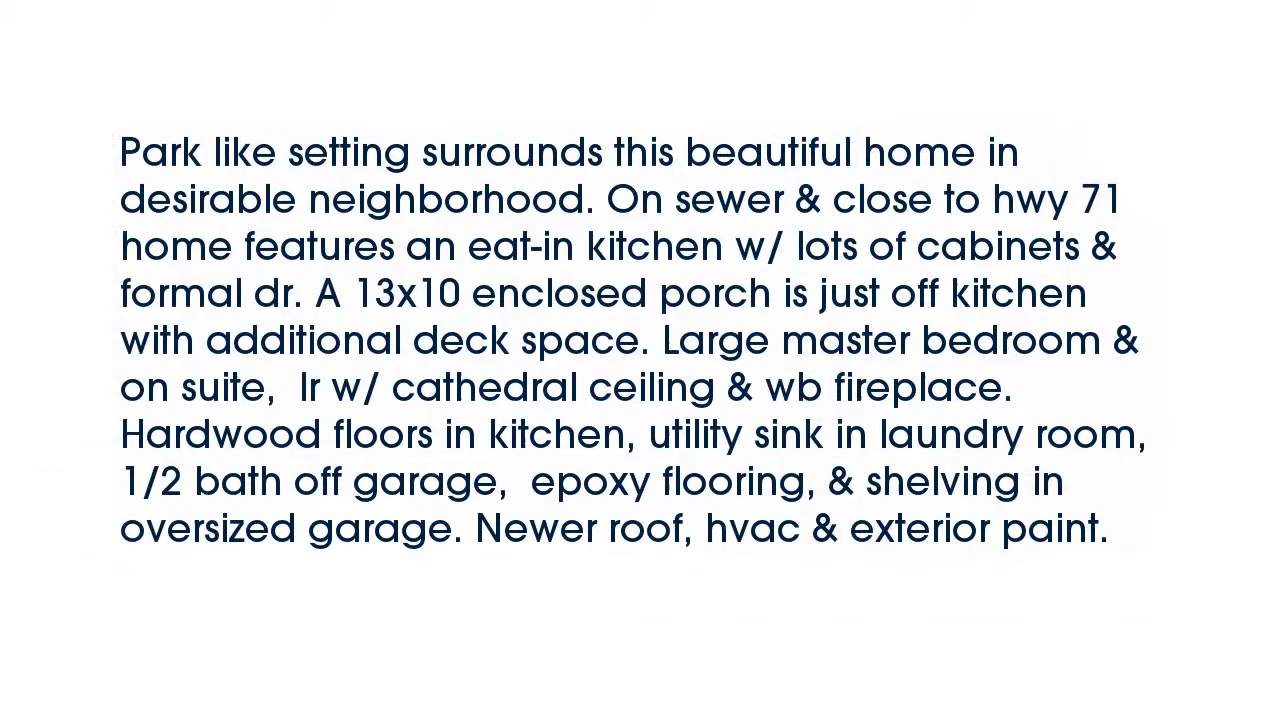 Park like setting surrounds this beautiful home in
desirable neighborhood. On sewer & close to hwy 71
home features an eat-in kitchen w/ lots of cabinets &
formal dr. A 13x10 enclosed porch is just off kitchen
with additional deck space. Large master bedroom &
on suite,  lr w/ cathedral ceiling & wb fireplace.
Hardwood floors in kitchen, utility sink in laundry room,
1/2 bath off garage,  epoxy flooring, & shelving in
oversized garage. Newer roof, hvac & exterior paint.